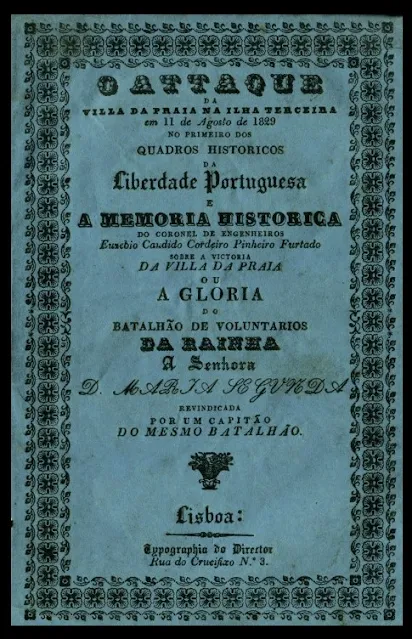 O ATTAQUE
DA
VILLA DA PRAIA NA ILHA TERCEIRA
em 11 de Agosto de 1829
NO PRIMEIRO DOS
QUADROS HISTORICOS
DA
Liberdade Portuguesa
E
A MEMORIA HISTORICA
DO CORONEL DE ENGENHEIROS
Euzebio Candido Cordeiro Pinheiro Furtado
SOBRE A VICTORIA
DA VILLA DA PRAIA
OU
A GLORIA
DO
BATALHÃO DE VOLUNTARIOS
DA RAINHA
A Senhora
D. MARIA SEGUNDA
REVINDICADA
POR UM CAPITÃO
DO MESMO BATALHÃO.
Lisboa:
Typographia do Director
Rua do Crucifixo N.º 3.